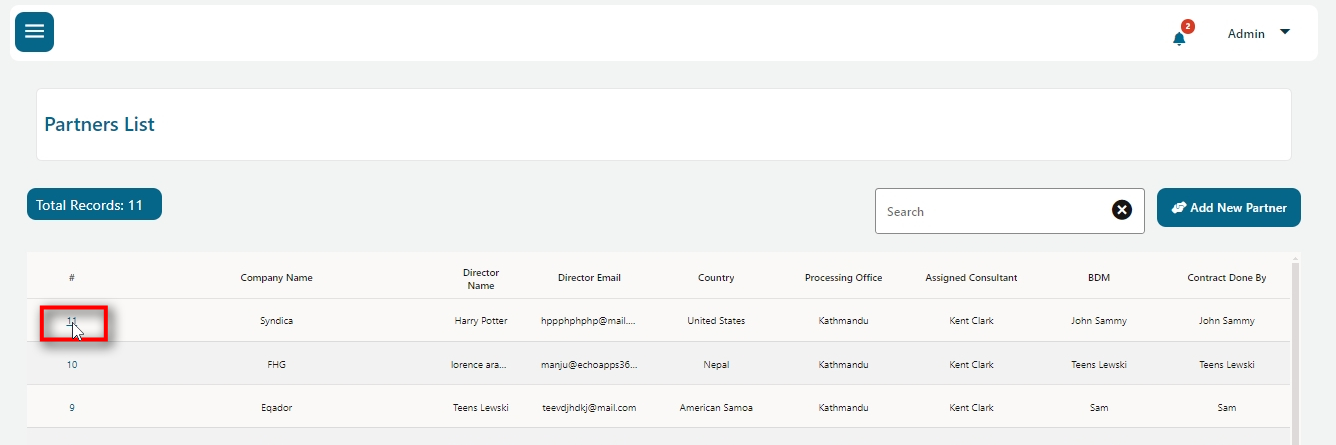 2
Admin
Partners List
Total Records: 11
Search
Add New Partner
# Company Name Director Name Director Email Country Processing Office Assigned Consultant BDM Contract Done By
11 Syndica Harry Potter hppphphphp@mail.... United States Kathmandu Kent Clark John Sammy John Sammy
10 FHG lorence ara... manju@echoapps36... Nepal Kathmandu Kent Clark Teens Lewski Teens Lewski
9 Eqador Teens Lewski teevdjhdkj@mail.com American Samoa Kathmandu Kent Clark Sam Sam